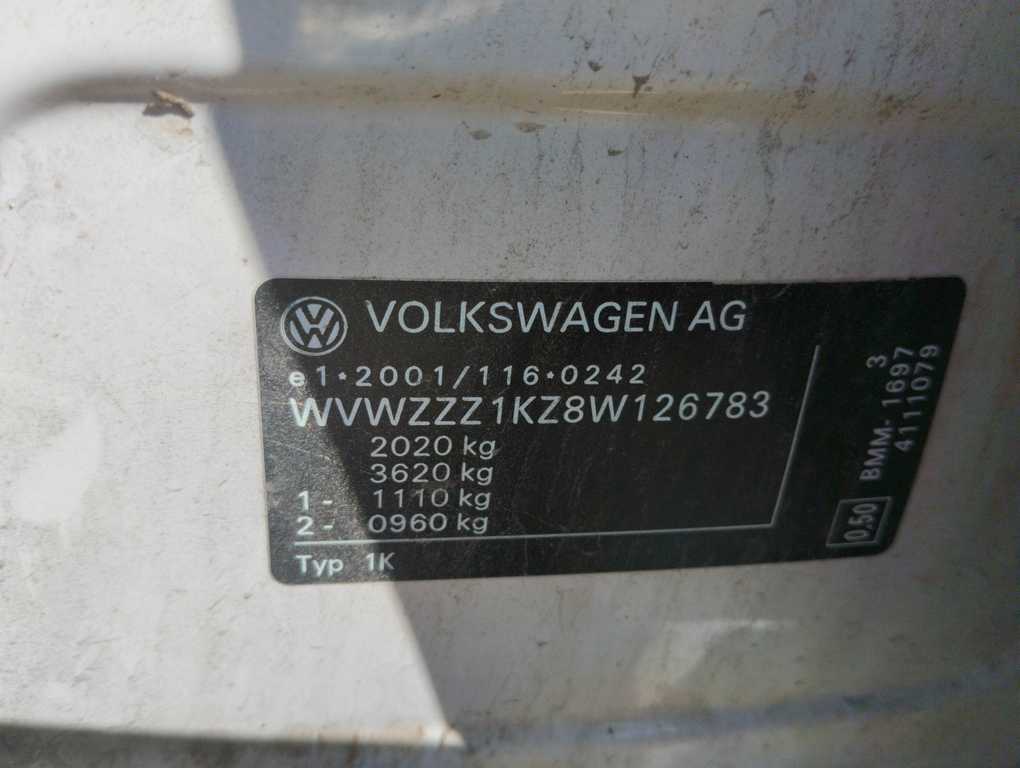 VOLKSWAGEN AG
e1*2001/116*0242
WVWZZZ1KZ8W126783
2020 kg
3620 kg
1 - 1110 kg
2 - 0960 kg
Typ 1K
3
BMM-1697
4111079
0,50